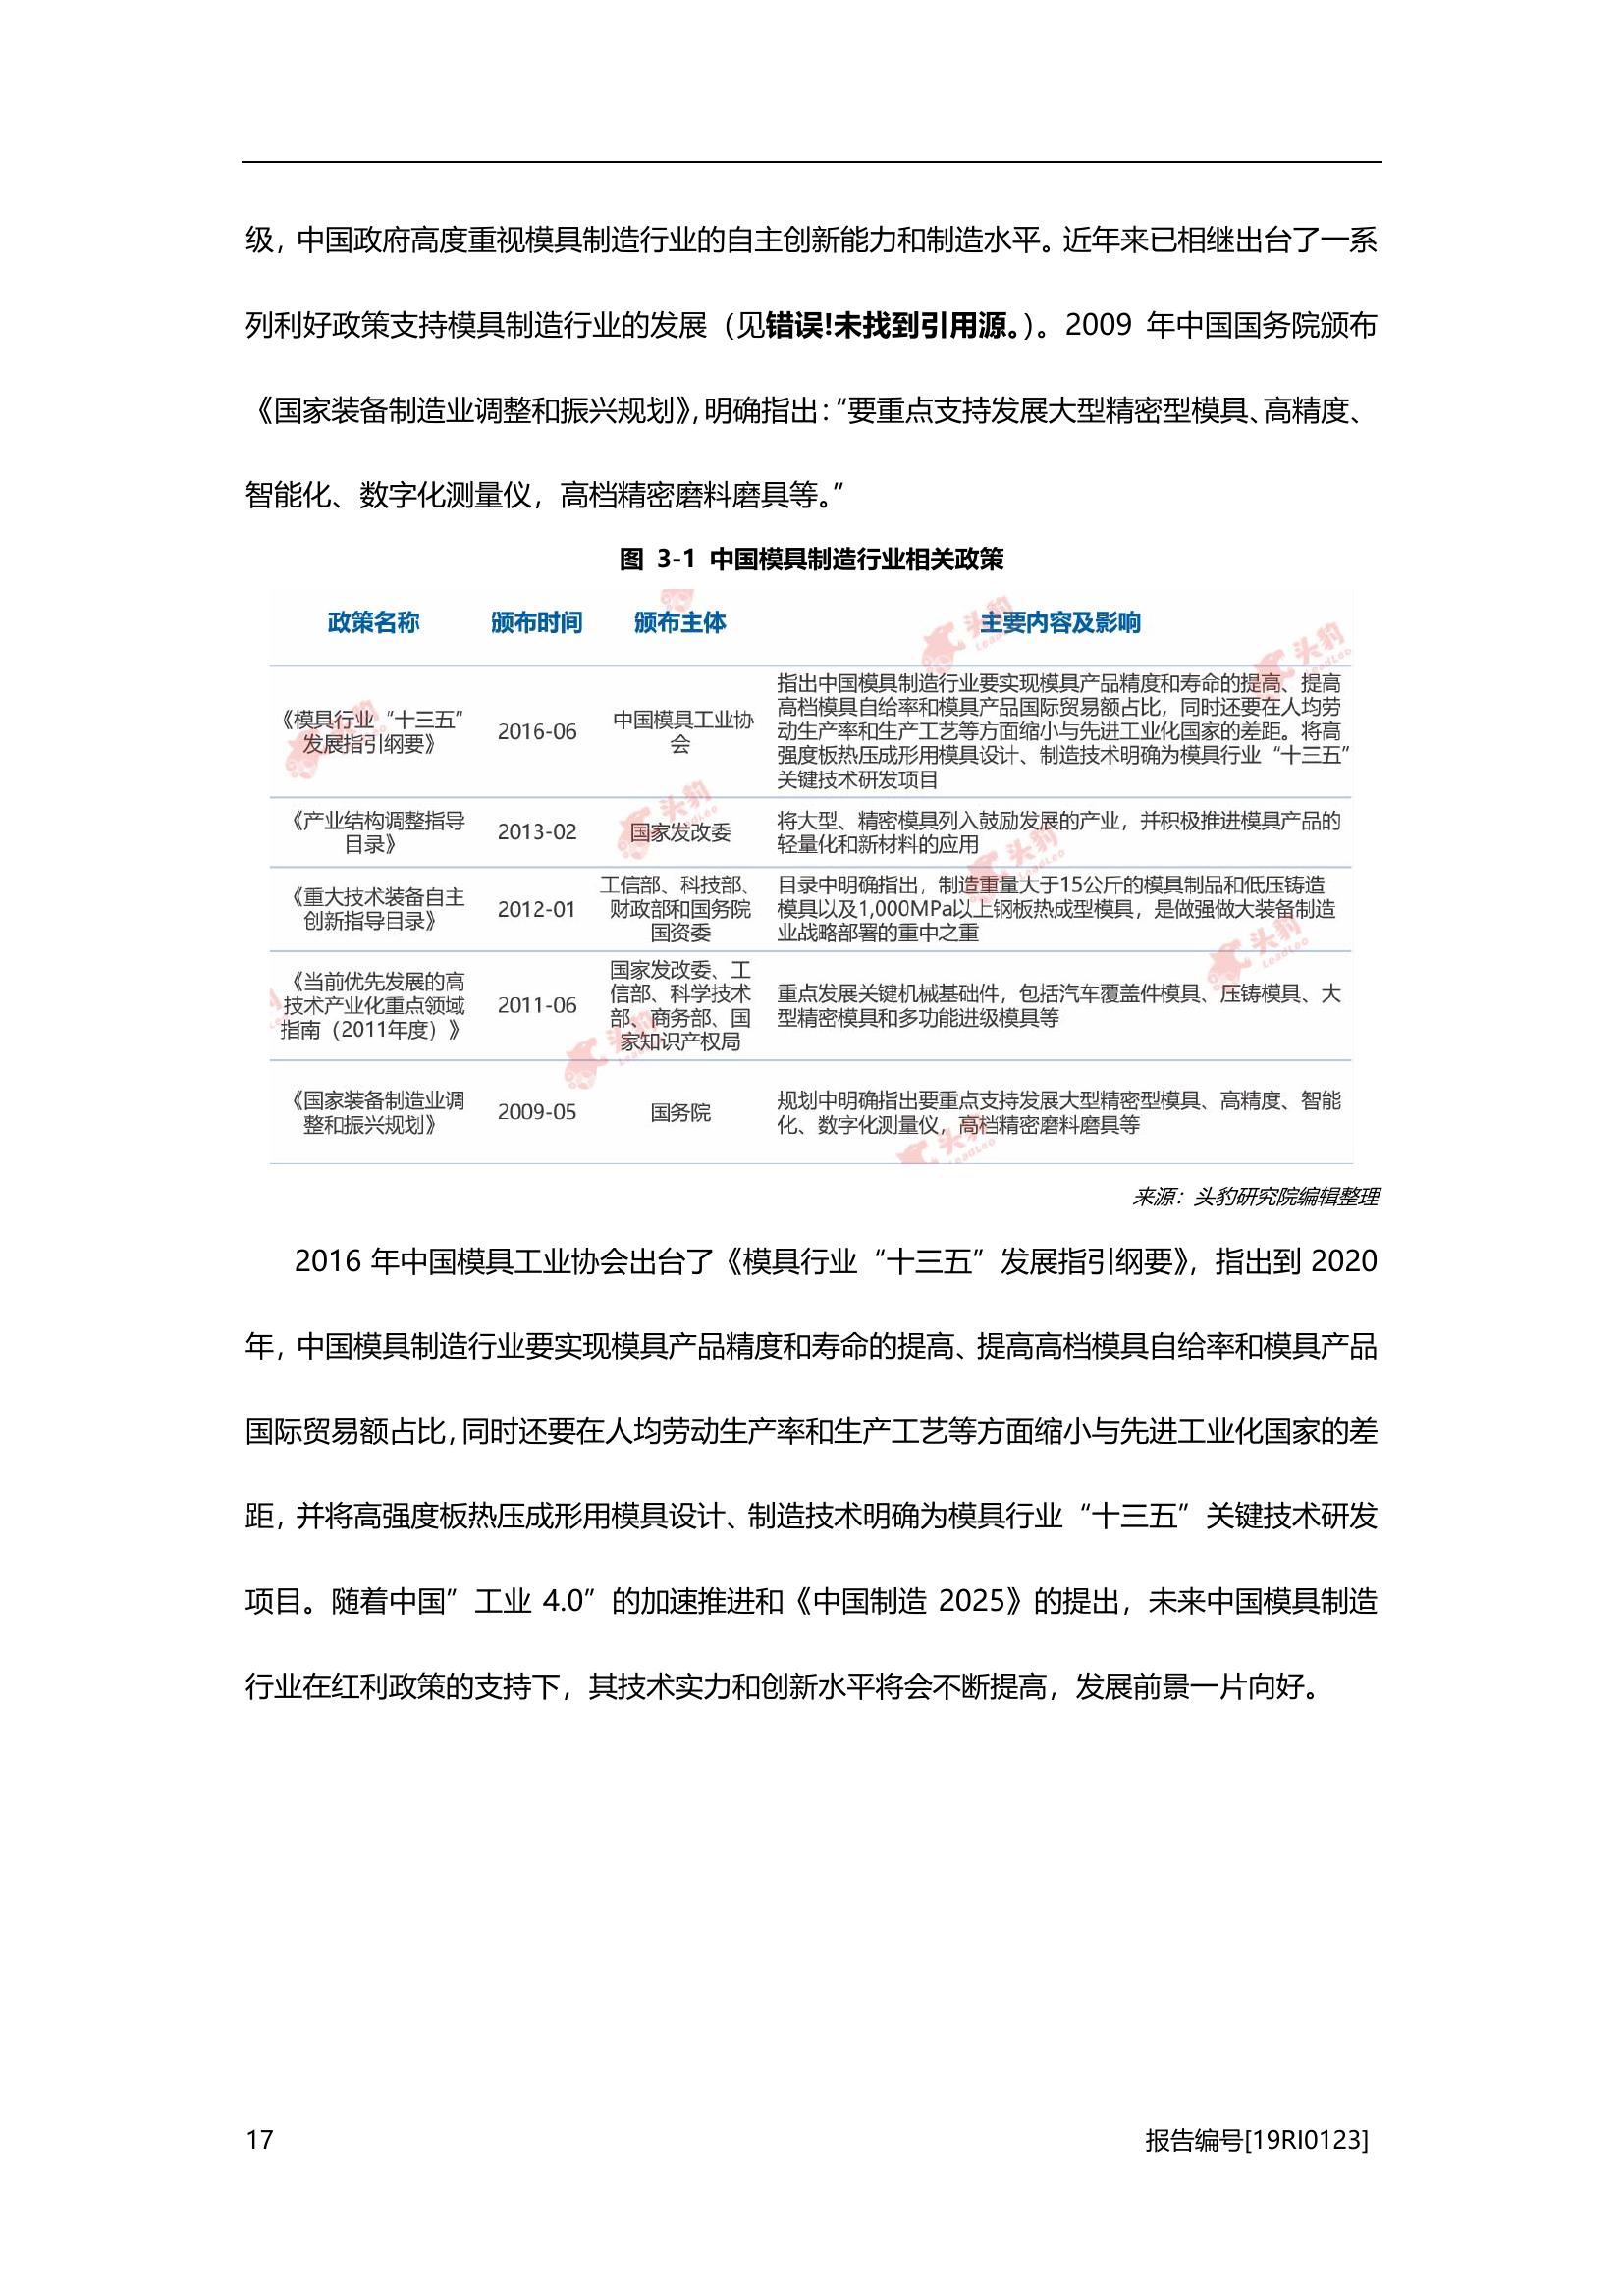 级，中国政府高度重视模具制造行业的自主创新能力和制造水平。近年来已相继出台了一系
列利好政策支持模具制造行业的发展（见错误!未找到引用源。）。2009 年中国国务院颁布
《国家装备制造业调整和振兴规划》，明确指出：“要重点支持发展大型精密型模具、高精度、
智能化、数字化测量仪，高档精密磨料磨具等。”
图 3-1 中国模具制造行业相关政策
政策名称 颁布时间 颁布主体 主要内容及影响
《模具行业“十三五”
发展指引纲要》
2016-06
中国模具工业协
会
指出中国模具制造行业要实现模具产品精度和寿命的提高、提高
高档模具自给率和模具产品国际贸易额占比，同时还要在人均劳
动生产率和生产工艺等方面缩小与先进工业化国家的差距。将高
强度板热压成形用模具设计、制造技术明确为模具行业“十三五”
关键技术研发项目
《产业结构调整指导
目录》
2013-02
国家发改委
将大型、精密模具列入鼓励发展的产业，并积极推进模具产品的
轻量化和新材料的应用
《重大技术装备自主
创新指导目录》
2012-01
工信部、科技部、
财政部和国务院
国资委
目录中明确指出，制造重量大于15公斤的模具制品和低压铸造
模具以及1,000MPa以上钢板热成型模具，是做强做大装备制造
业战略部署的重中之重
《当前优先发展的高
技术产业化重点领域
指南（2011年度）》
2011-06
国家发改委、工
信部、科学技术
部、商务部、国
家知识产权局
重点发展关键机械基础件，包括汽车覆盖件模具、压铸模具、大
型精密模具和多功能进级模具等
《国家装备制造业调
整和振兴规划》
2009-05
国务院
规划中明确指出要重点支持发展大型精密型模具、高精度、智能
化、数字化测量仪，高档精密磨料磨具等
来源：头豹研究院编辑整理
2016 年中国模具工业协会出台了《模具行业“十三五”发展指引纲要》，指出到 2020
年，中国模具制造行业要实现模具产品精度和寿命的提高、提高高档模具自给率和模具产品
国际贸易额占比，同时还要在人均劳动生产率和生产工艺等方面缩小与先进工业化国家的差
距，并将高强度板热压成形用模具设计、制造技术明确为模具行业“十三五”关键技术研发
项目。随着中国”工业 4.0”的加速推进和《中国制造 2025》的提出，未来中国模具制造
行业在红利政策的支持下，其技术实力和创新水平将会不断提高，发展前景一片向好。
17 报告编号[19RI0123]